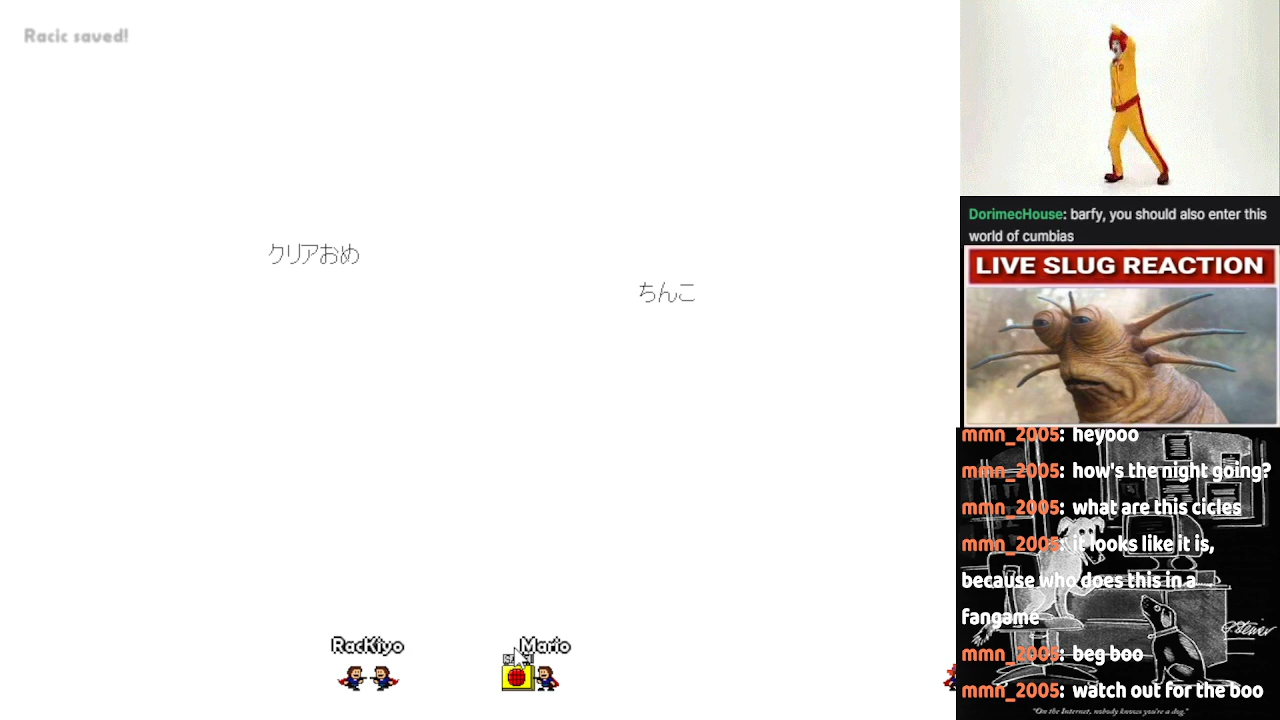 Racic saved!
クリアおめ
ちんこ
RacKiyo
Mario
DorimecHouse: barfy, you should also enter this
world of cumbias
LIVE SLUG REACTION
mmn_2005: heypoo
mmn_2005: how's the night going?
mmn_2005: what are this cicles
mmn_2005: it looks like it is,
because who does this in a
fangame
mmn_2005: beg boo
mmn_2005: watch out for the boo
"On the Internet, nobody knows you're a dog."